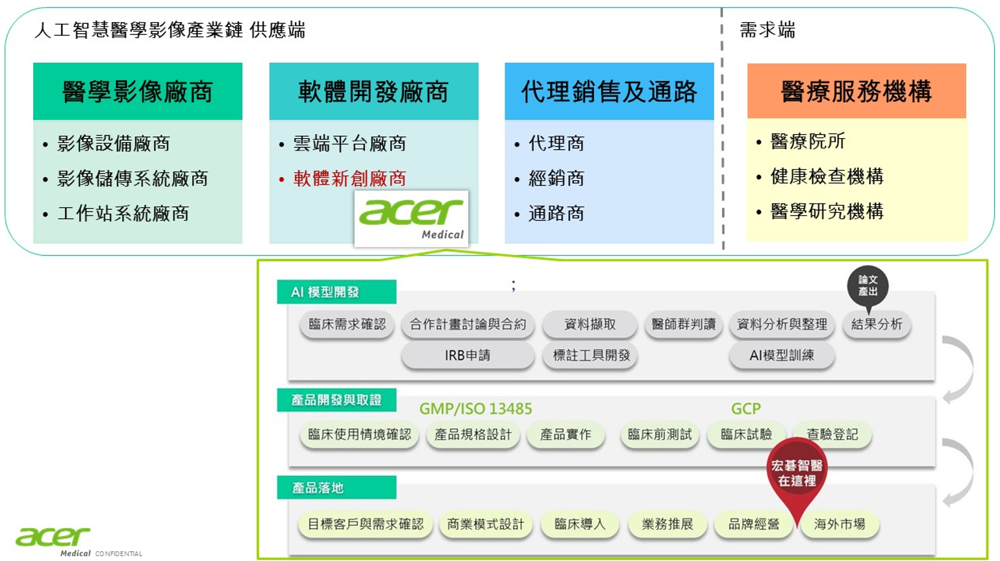 人工智慧醫學影像產業鏈 供應端
需求端
醫學影像廠商
• 影像設備廠商
• 影像儲傳系統廠商
• 工作站系統廠商
軟體開發廠商
• 雲端平台廠商
• 軟體新創廠商
acer
Medical
代理銷售及通路
• 代理商
• 經銷商
• 通路商
醫療服務機構
• 醫療院所
• 健康檢查機構
• 醫學研究機構
;
AI 模型開發
論文
產出
臨床需求確認
合作計畫討論與合約
資料擷取
醫師群判讀
資料分析與整理
結果分析
IRB申請
標註工具開發
AI模型訓練
產品開發與取證
GMP/ISO 13485
GCP
臨床使用情境確認
產品規格設計
產品實作
臨床前測試
臨床試驗
查驗登記
宏碁智醫
在這裡
產品落地
目標客戶與需求確認
商業模式設計
臨床導入
業務推展
品牌經營
海外市場
acer
Medical CONFIDENTIAL